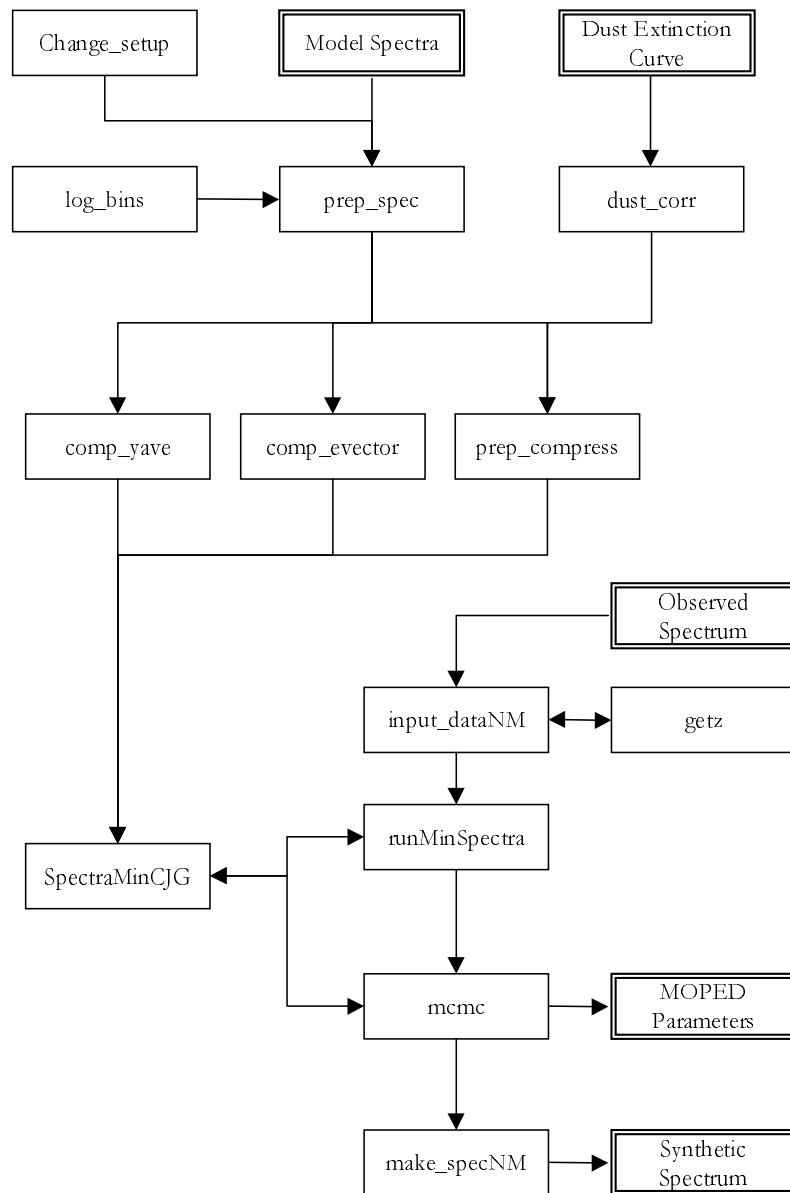 Change_setup
Model Spectra
Dust Extinction
Curve
log_bins
prep_spec
dust_corr
comp_yave
comp_evector
prep_compress
Observed
Spectrum
input_dataNM
getz
runMinSpectra
SpectraMinCJG
mcmc
MOPED
Parameters
make_specNM
Synthetic
Spectrum